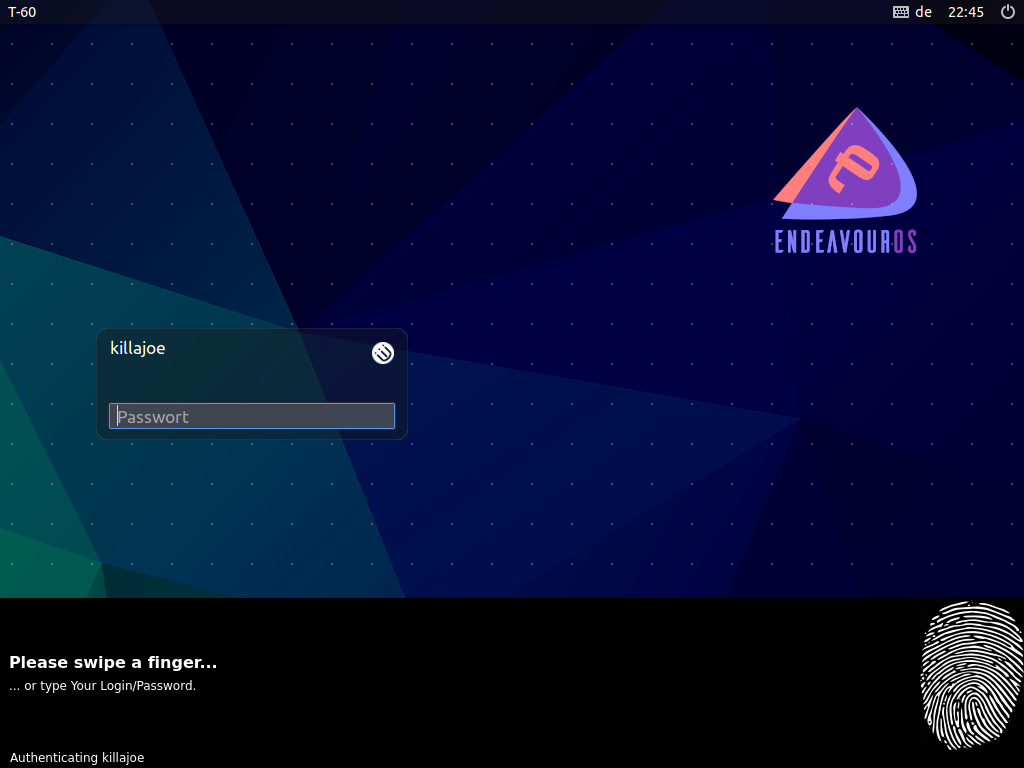 T-60
de 22:45
ENDEAVOUROS
killajoe
Passwort
Please swipe a finger...
... or type Your Login/Password.
Authenticating killajoe